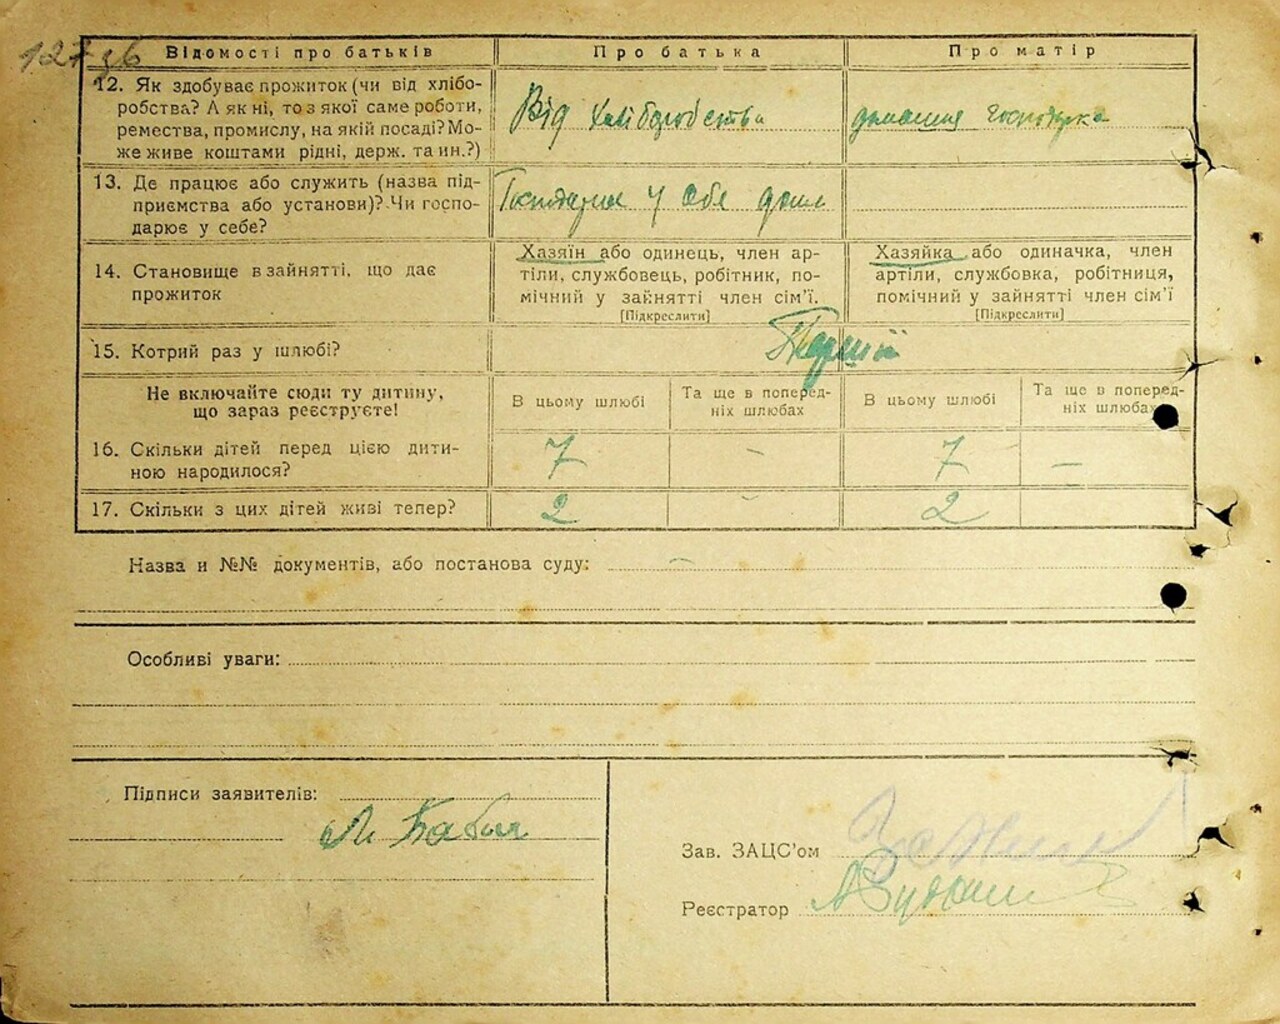 127 зв
Відомості про батьків
Про батька
Про матір
12. Як здобуває прожиток (чи від хлібо-
робства? А як ні, то з якої саме роботи,
ремества, промислу, на якій посаді? Мо-
же живе коштами рідні, держ. та ин.?)
Від хліборобства
домашня господарка
13. Де працює або служить (назва під-
приємства або установи)? Чи госпо-
дарює у себе?
Господарює у себе дома
14. Становище в зайнятті, що дає
прожиток
Хазяїн або одинець, член ар-
тіли, службовець, робітник, по-
мічний у зайнятті член сім'ї.
[Підкреслити]
Хазяйка або одиначка, член
артіли, службовка, робітниця,
помічний у зайнятті член сім'ї
[Підкреслити]
15. Котрий раз у шлюбі?
Перший
Не включайте сюди ту дитину,
що зараз реєструєте!
В цьому шлюбі
Та ще в поперед-
ніх шлюбах
В цьому шлюбі
Та ще в поперед-
ніх шлюбах
16. Скільки дітей перед цією дити-
ною народилося?
7
-
7
—
17. Скільки з цих дітей живі тепер?
2
-
2
Назва и №№ документів, або постанова суду: -
Особливі уваги:
Підписи заявителів:
Зав. ЗАЦС'ом
Реєстратор